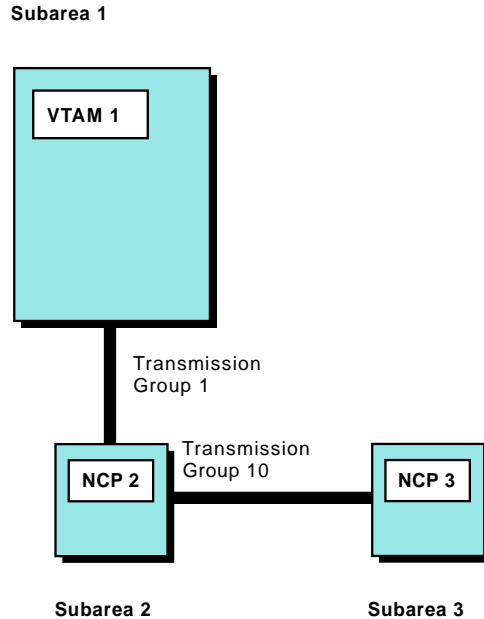 Subarea 1
VTAM 1
Transmission
Group 1
Transmission
Group 10
NCP 2
NCP 3
Subarea 2
Subarea 3